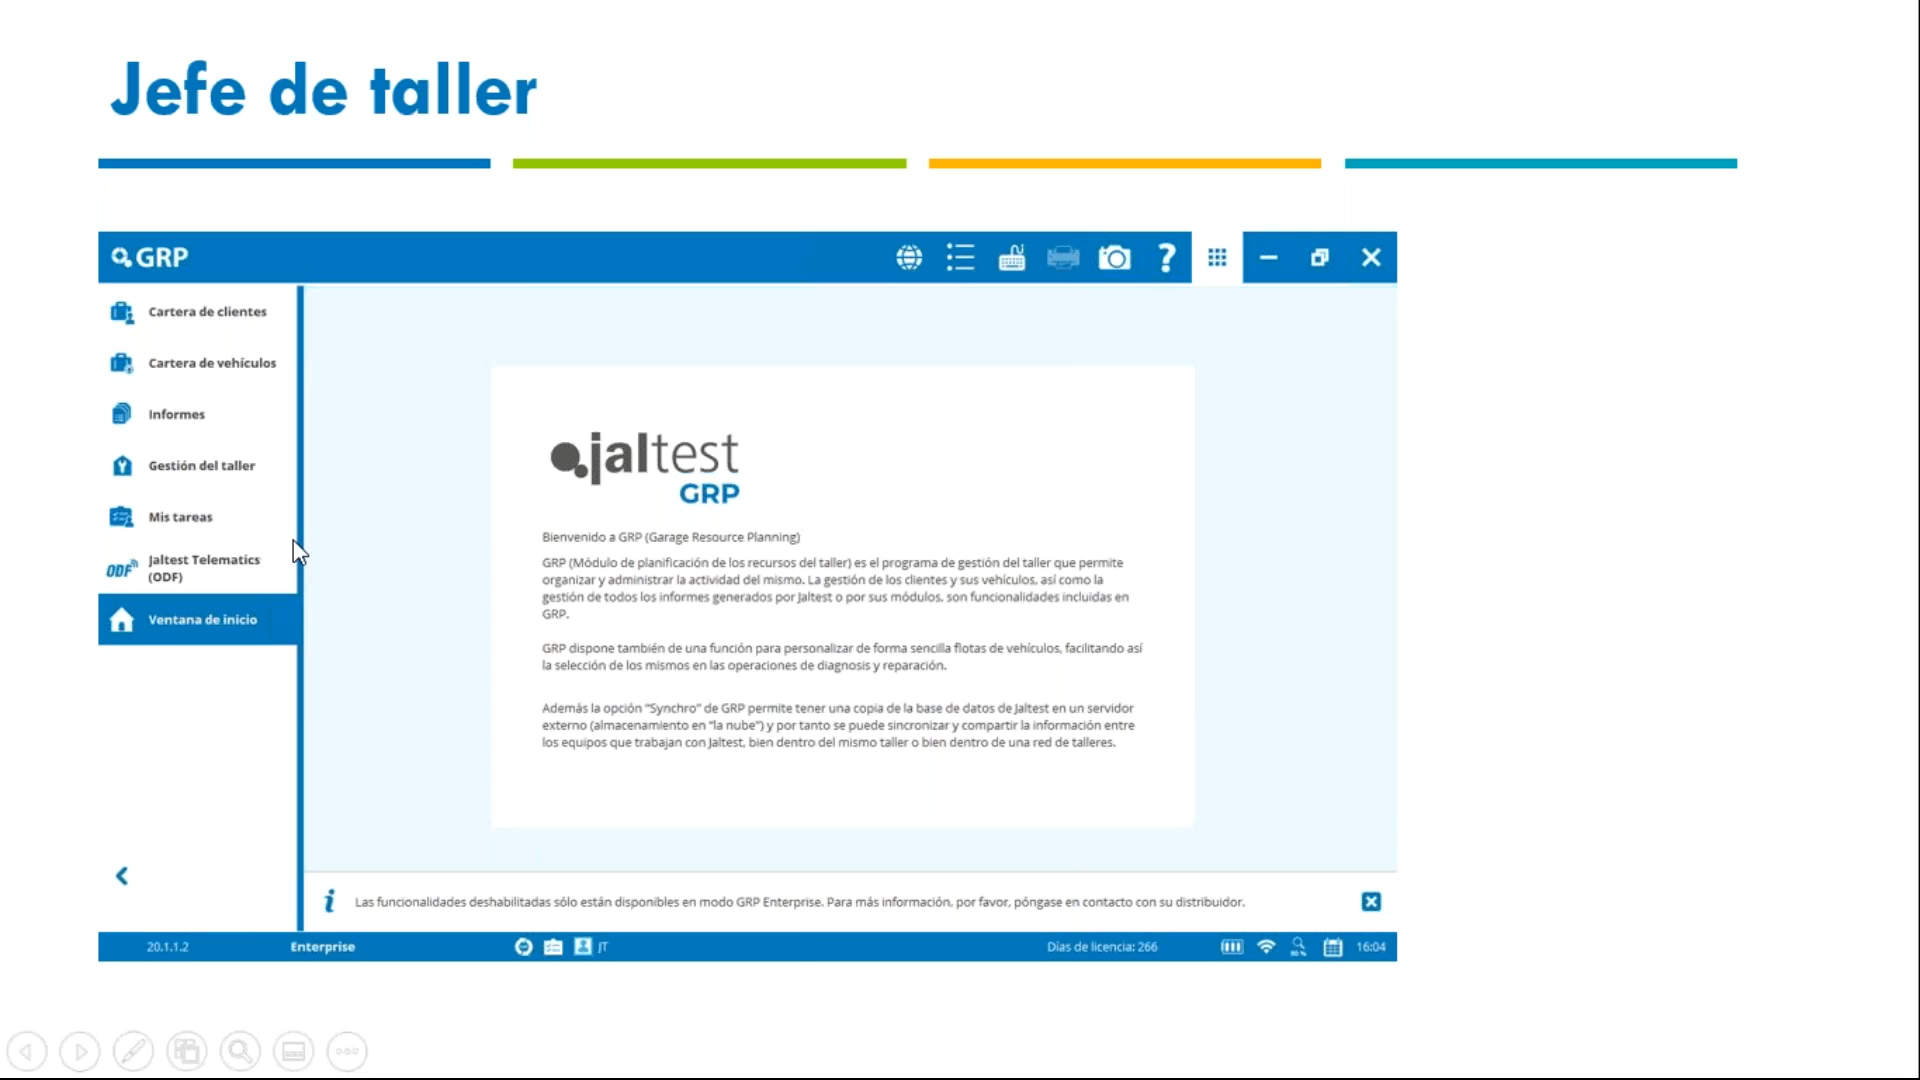 Jefe de taller
GRP
Cartera de clientes
Cartera de vehículos
Informes
Gestión del taller
Mis tareas
ODF
Jaltest Telematics
(ODF)
Ventana de inicio
jaltest
GRP
Bienvenido a GRP (Garage Resource Planning)
GRP (Módulo de planificación de los recursos del taller) es el programa de gestión del taller que permite
organizar y administrar la actividad del mismo. La gestión de los clientes y sus vehículos, así como la
gestión de todos los informes generados por Jaltest o por sus módulos, son funcionalidades incluidas en
GRP.
GRP dispone también de una función para personalizar de forma sencilla flotas de vehículos, facilitando así
la selección de los mismos en las operaciones de diagnosis y reparación.
Además la opción “Synchro” de GRP permite tener una copia de la base de datos de Jaltest en un servidor
externo (almacenamiento en “la nube”) y por tanto se puede sincronizar y compartir la información entre
los equipos que trabajan con Jaltest, bien dentro del mismo taller o bien dentro de una red de talleres.
Las funcionalidades deshabilitadas sólo están disponibles en modo GRP Enterprise. Para más información, por favor, póngase en contacto con su distribuidor.
20.1.1.2 Enterprise JT Días de licencia: 266 16:04